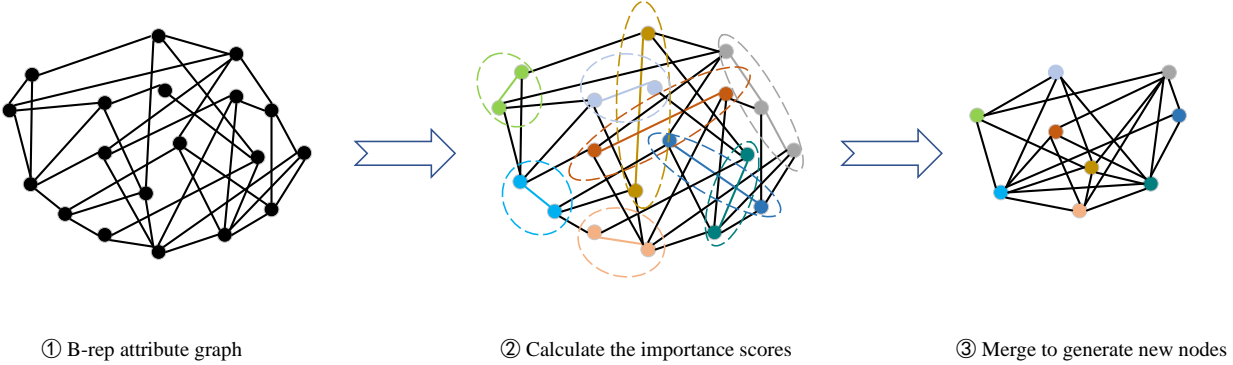 ① B-rep attribute graph
② Calculate the importance scores
③ Merge to generate new nodes